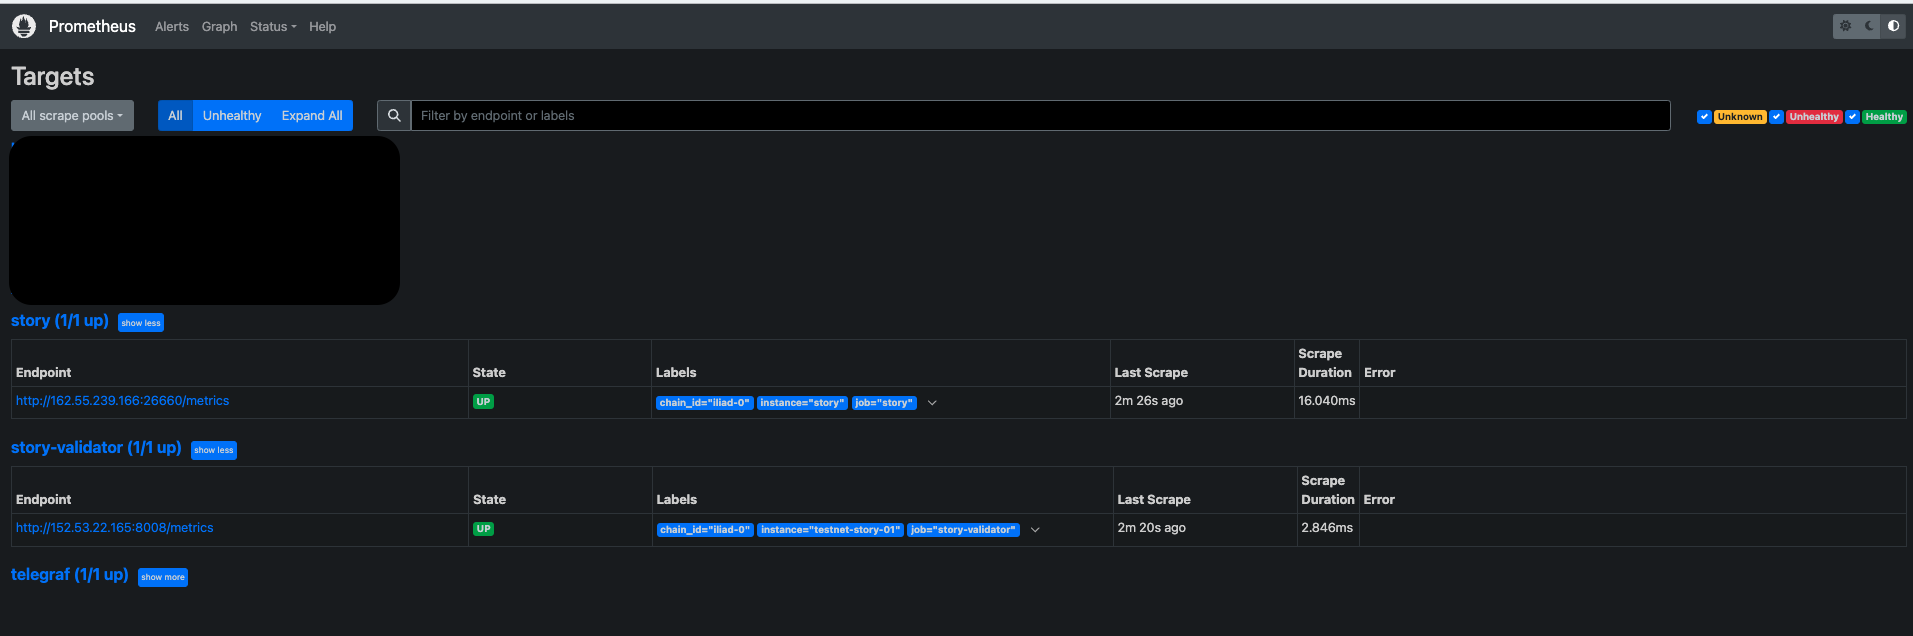 Prometheus Alerts Graph Status Help
Targets
All scrape pools All Unhealthy Expand All Filter by endpoint or labels Unknown Unhealthy Healthy
story (1/1 up) show less
Endpoint State Labels Last Scrape Scrape Duration Error
http://162.55.239.166:26660/metrics UP chain_id="iliad-0" instance="story" job="story" 2m 26s ago 16.040ms
story-validator (1/1 up) show less
Endpoint State Labels Last Scrape Scrape Duration Error
http://152.53.22.165:8008/metrics UP chain_id="iliad-0" instance="testnet-story-01" job="story-validator" 2m 20s ago 2.846ms
telegraf (1/1 up) show more